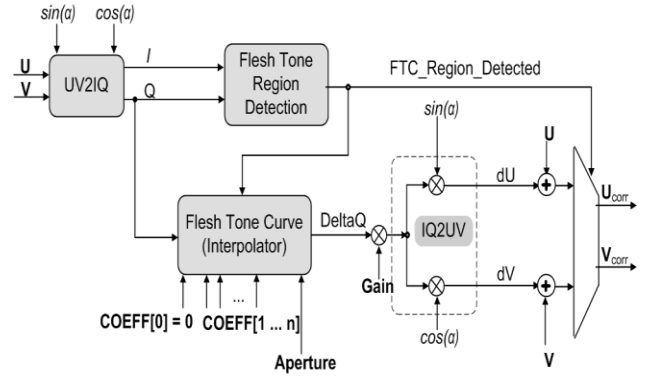 sin(α) cos(α)
U
V
UV2IQ
I
Q
Flesh Tone
Region
Detection
FTC_Region_Detected
sin(α)
U
dU
Ucorr
Flesh Tone Curve
(Interpolator)
DeltaQ
IQ2UV
Vcorr
Gain
dV
...
COEFF[0] = 0 COEFF[1 ... n]
cos(α)
Aperture
V